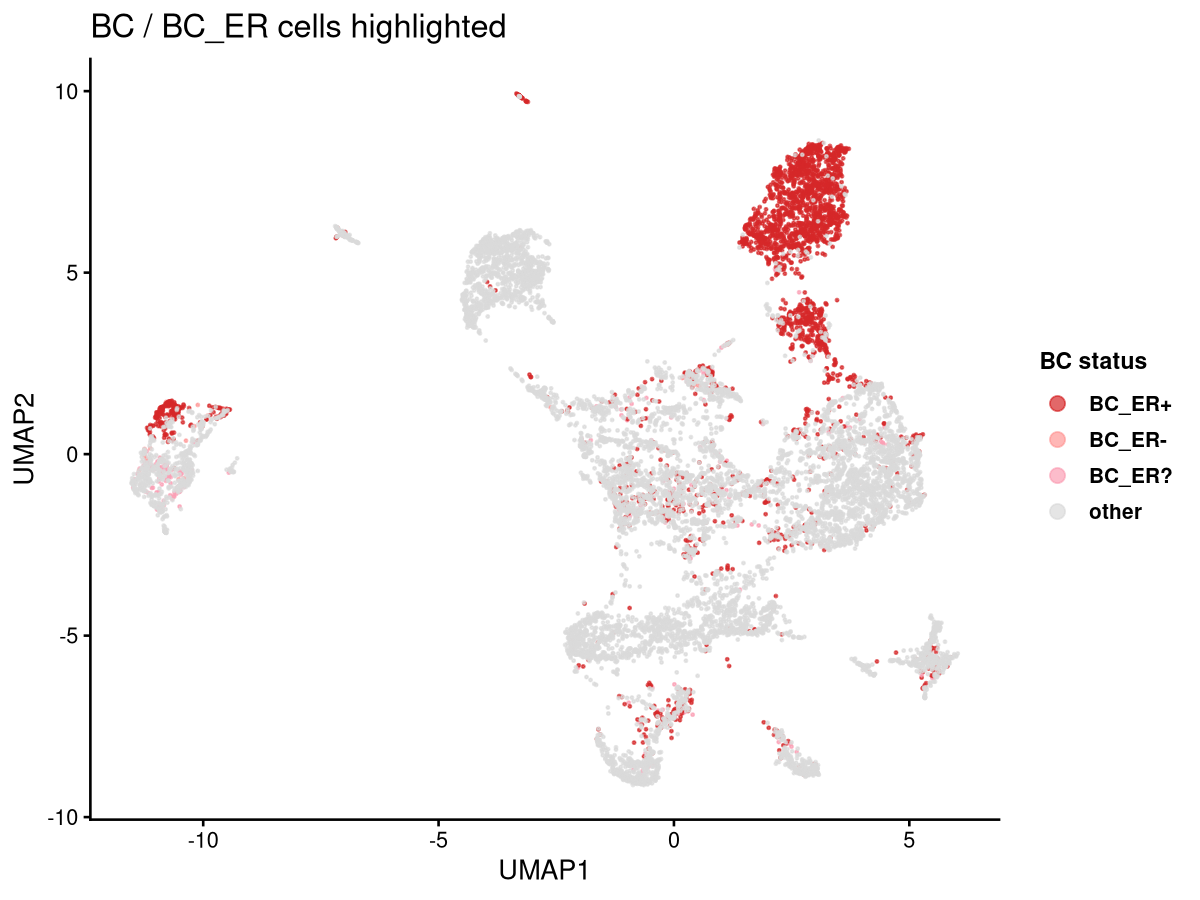 BC / BC_ER cells highlighted
10
5
0
-5
-10
UMAP2
-10
-5
0
5
UMAP1
BC status
BC_ER+
BC_ER-
BC_ER?
other